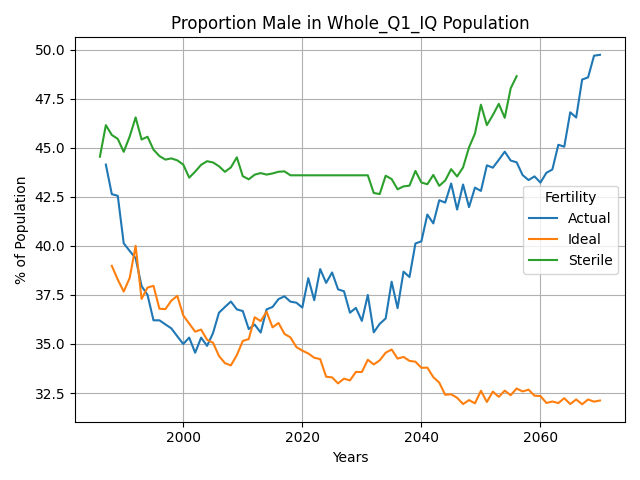 Proportion Male in Whole_Q1_IQ Population
50.0
47.5
45.0
42.5
40.0
37.5
35.0
32.5
% of Population
Fertility
Actual
Ideal
Sterile
2000
2020
2040
2060
Years